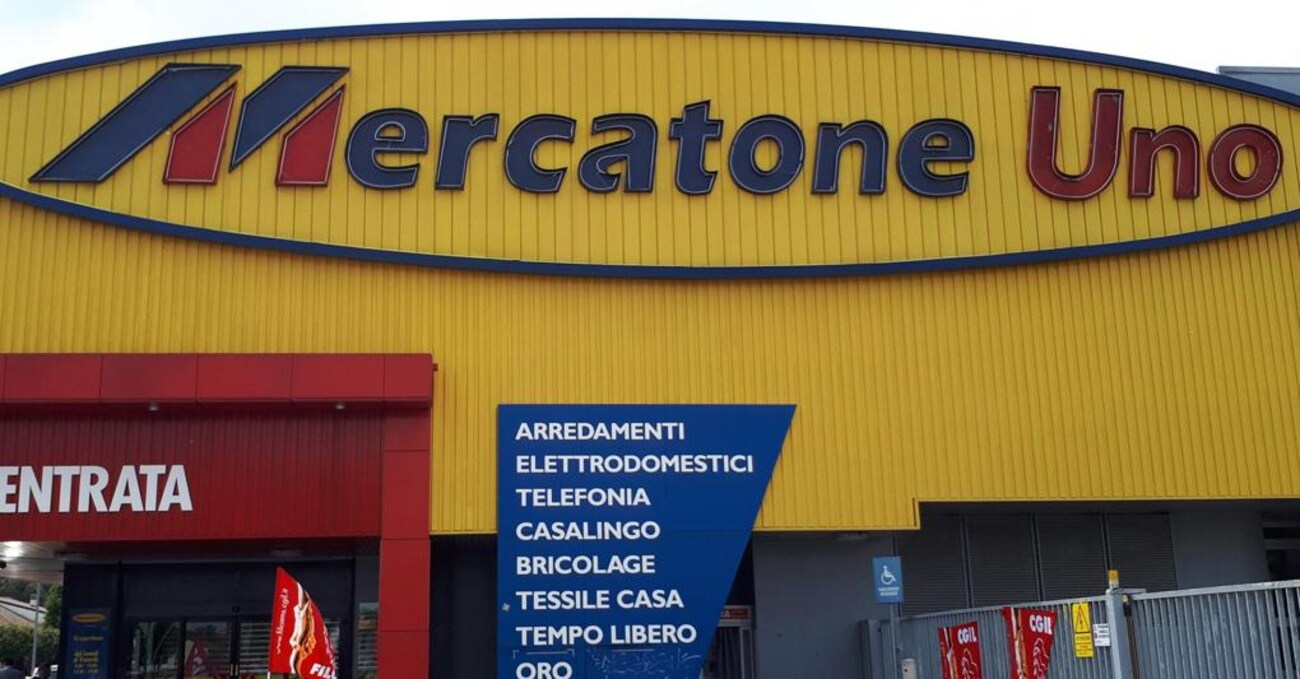 Mercatone Uno
ENTRATA
ARREDAMENTI
ELETTRODOMESTICI
TELEFONIA
CASALINGO
BRICOLAGE
TESSILE CASA
TEMPO LIBERO
ORO
CGIL
CGIL